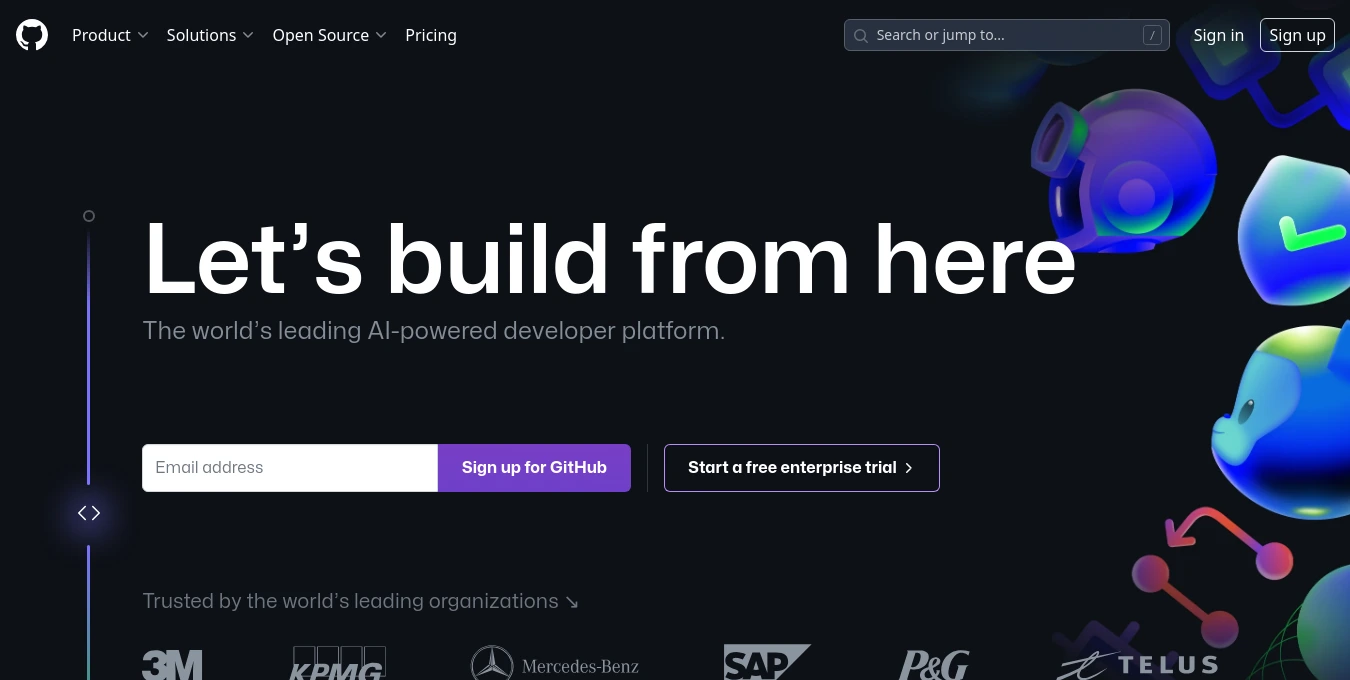 Product Solutions Open Source Pricing Search or jump to... / Sign in Sign up
Let’s build from here
The world’s leading AI-powered developer platform.
Email address Sign up for GitHub Start a free enterprise trial
Trusted by the world’s leading organizations ↘
3M KPMG Mercedes-Benz SAP P&G TELUS